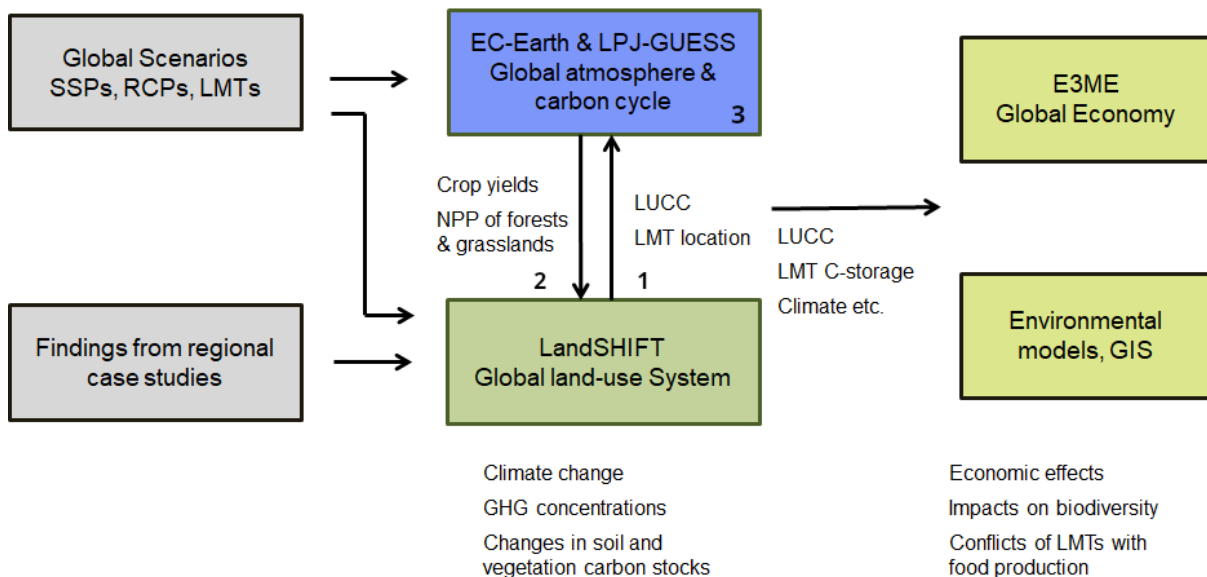 Global Scenarios
SSPs, RCPs, LMTs
EC-Earth & LPJ-GUESS
Global atmosphere &
carbon cycle
3
E3ME
Global Economy
Crop yields
NPP of forests
& grasslands
2
LUCC
LMT location
1
LUCC
LMT C-storage
Climate etc.
Findings from regional
case studies
LandSHIFT
Global land-use System
Environmental
models, GIS
Climate change
GHG concentrations
Changes in soil and
vegetation carbon stocks
Economic effects
Impacts on biodiversity
Conflicts of LMTs with
food production